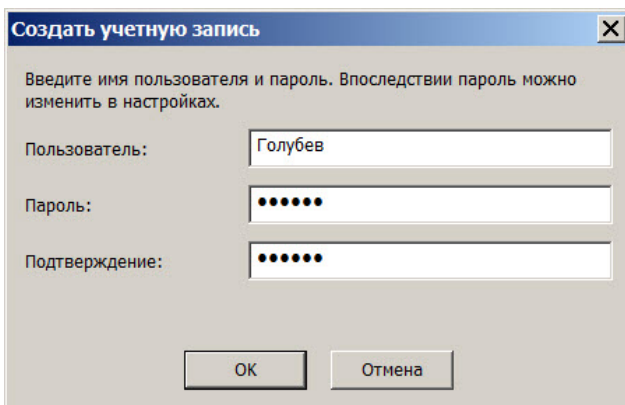 Создать учетную запись
Введите имя пользователя и пароль. Впоследствии пароль можно
изменить в настройках.
Пользователь: Голубев
Пароль: ●●●●●●
Подтверждение: ●●●●●●
OK Отмена